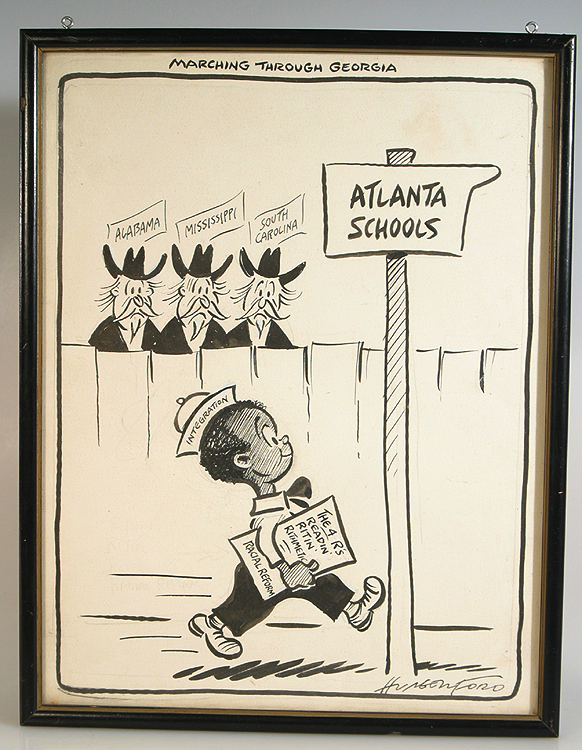 MARCHING THROUGH GEORGIA
ATLANTA
SCHOOLS
ALABAMA
MISSISSIPPI
SOUTH
CAROLINA
INTEGRATION
THE 4 R's
READIN'
RITIN'
RITHMETIC
RACIAL REFORM
HUNGERFORD